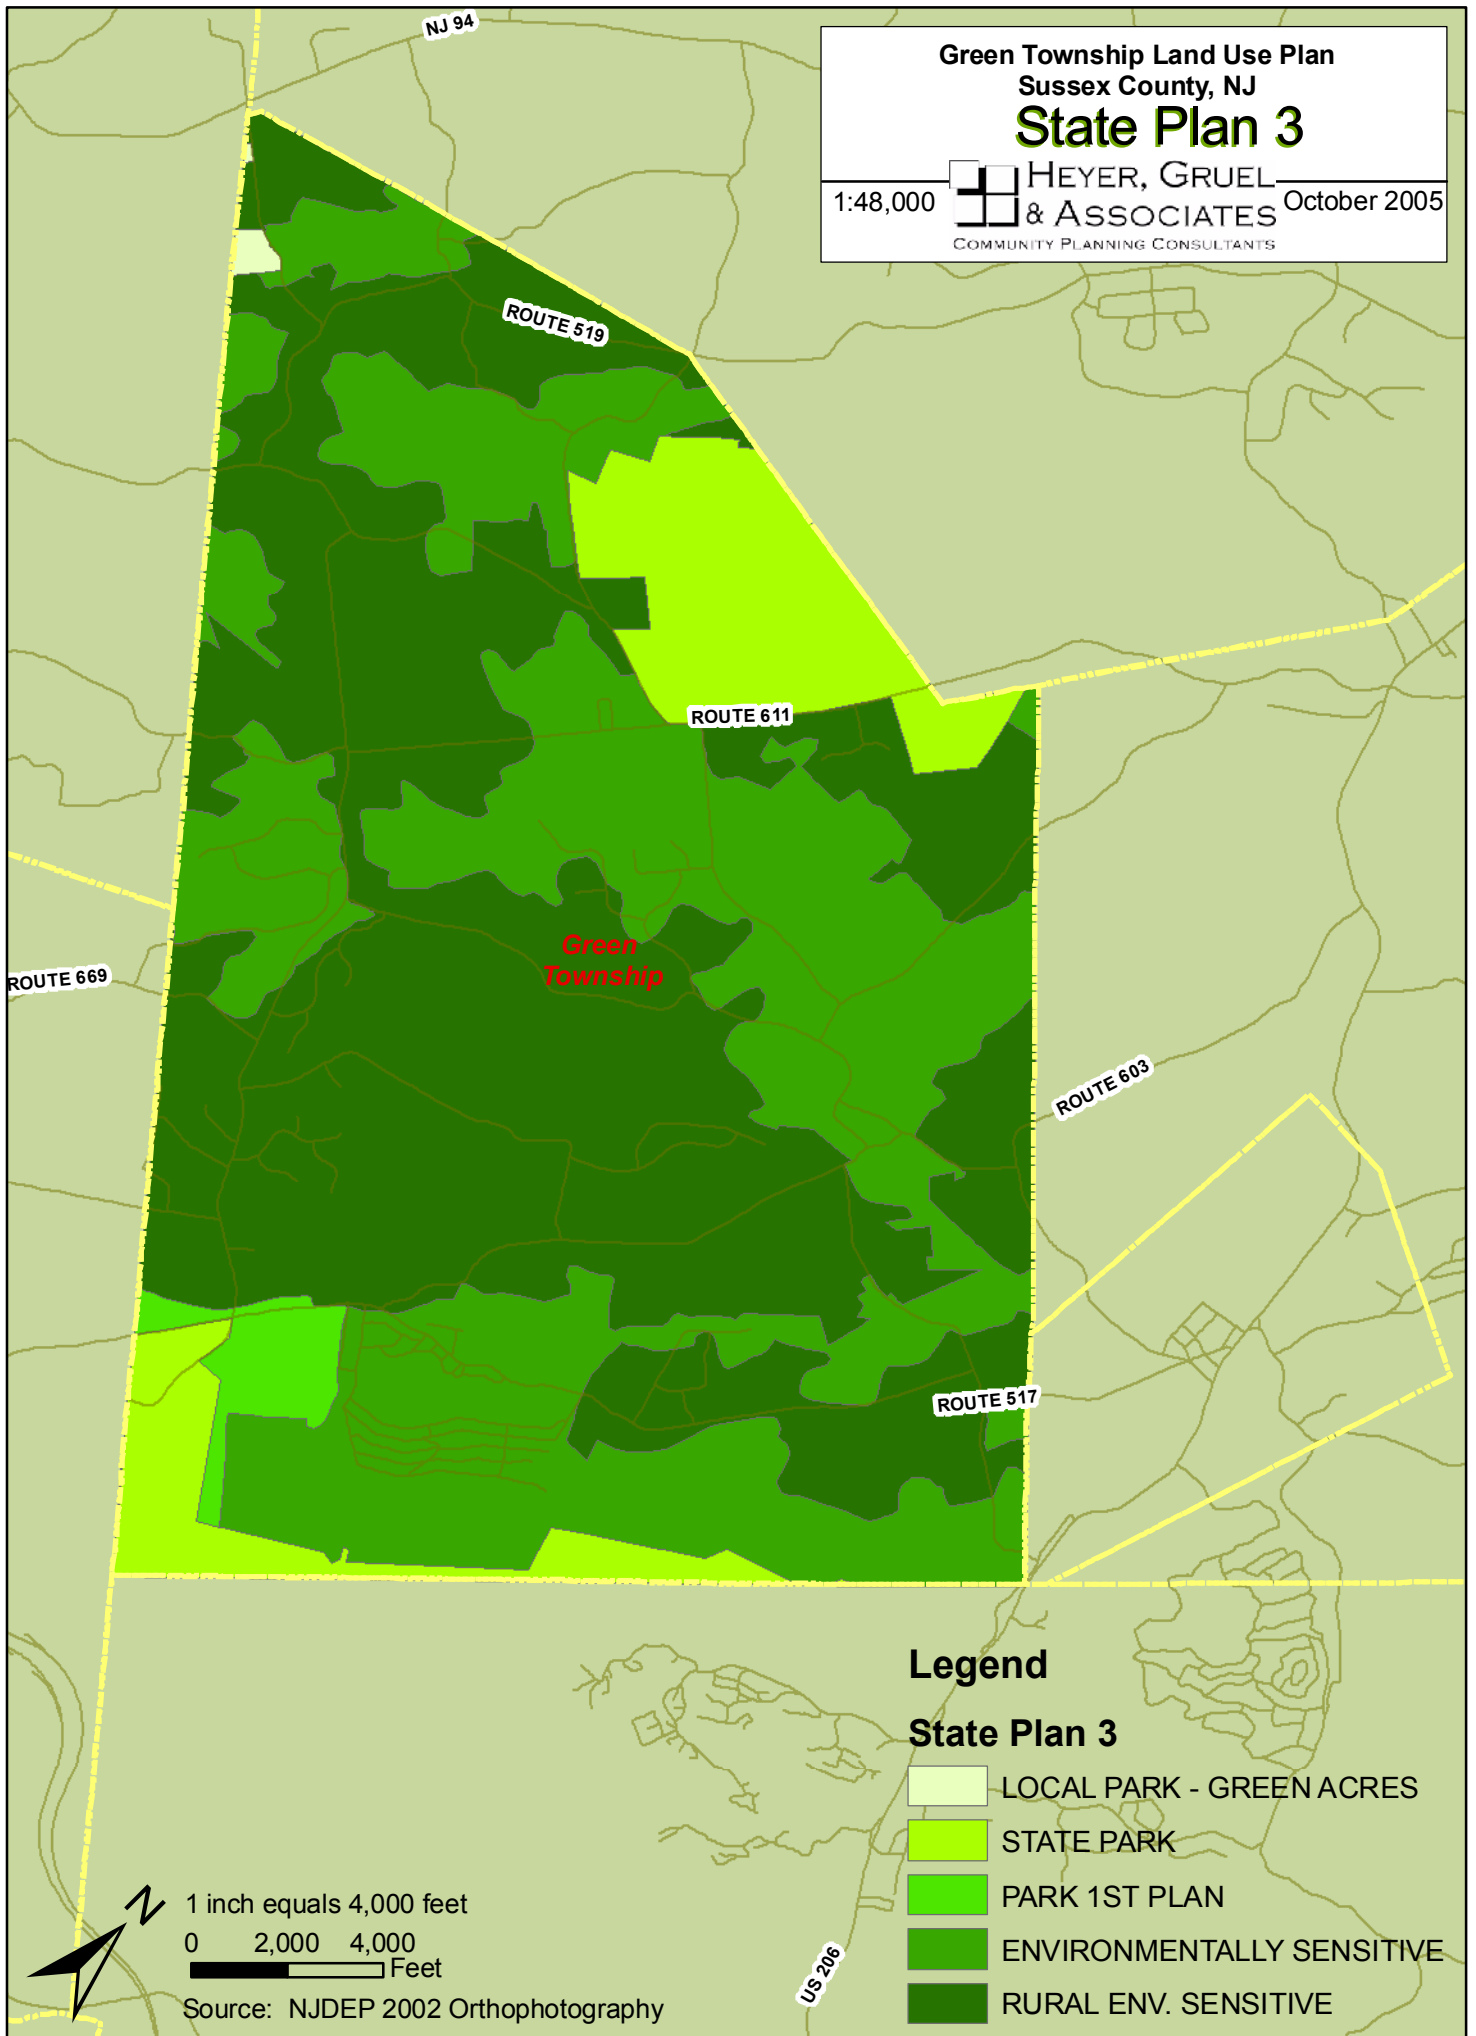 NJ 94
Green Township Land Use Plan
Sussex County, NJ
State Plan 3
1:48,000
HEYER, GRUEL
& ASSOCIATES
COMMUNITY PLANNING CONSULTANTS
October 2005
ROUTE 519
ROUTE 611
Green
Township
ROUTE 669
ROUTE 603
ROUTE 517
Legend
State Plan 3
LOCAL PARK - GREEN ACRES
STATE PARK
PARK 1ST PLAN
ENVIRONMENTALLY SENSITIVE
RURAL ENV. SENSITIVE
US 206
N
1 inch equals 4,000 feet
0 2,000 4,000
Feet
Source: NJDEP 2002 Orthophotography